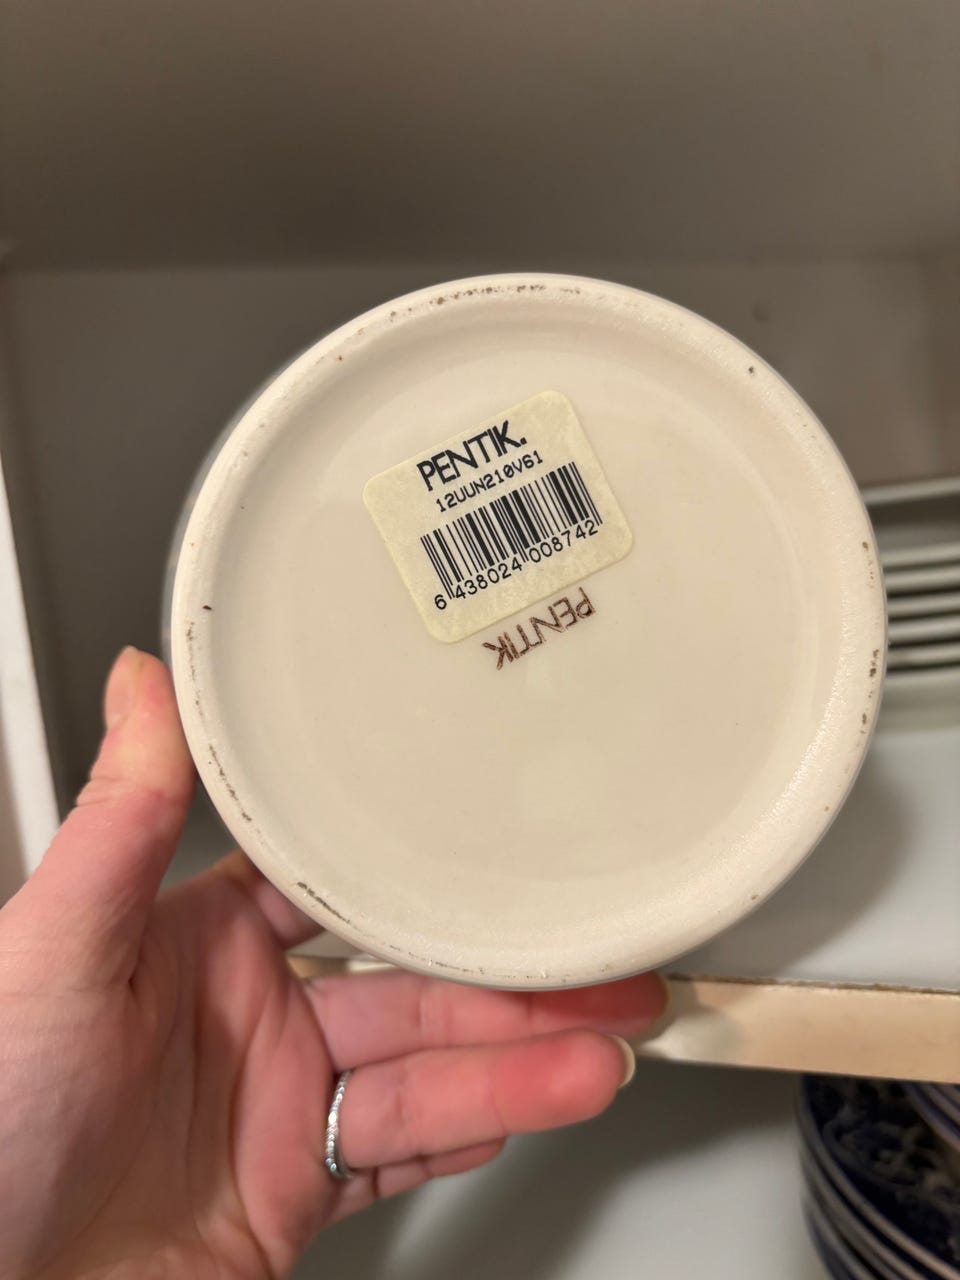 PENTIK.
12UUN210V61
6 438024 008742
PENTIK